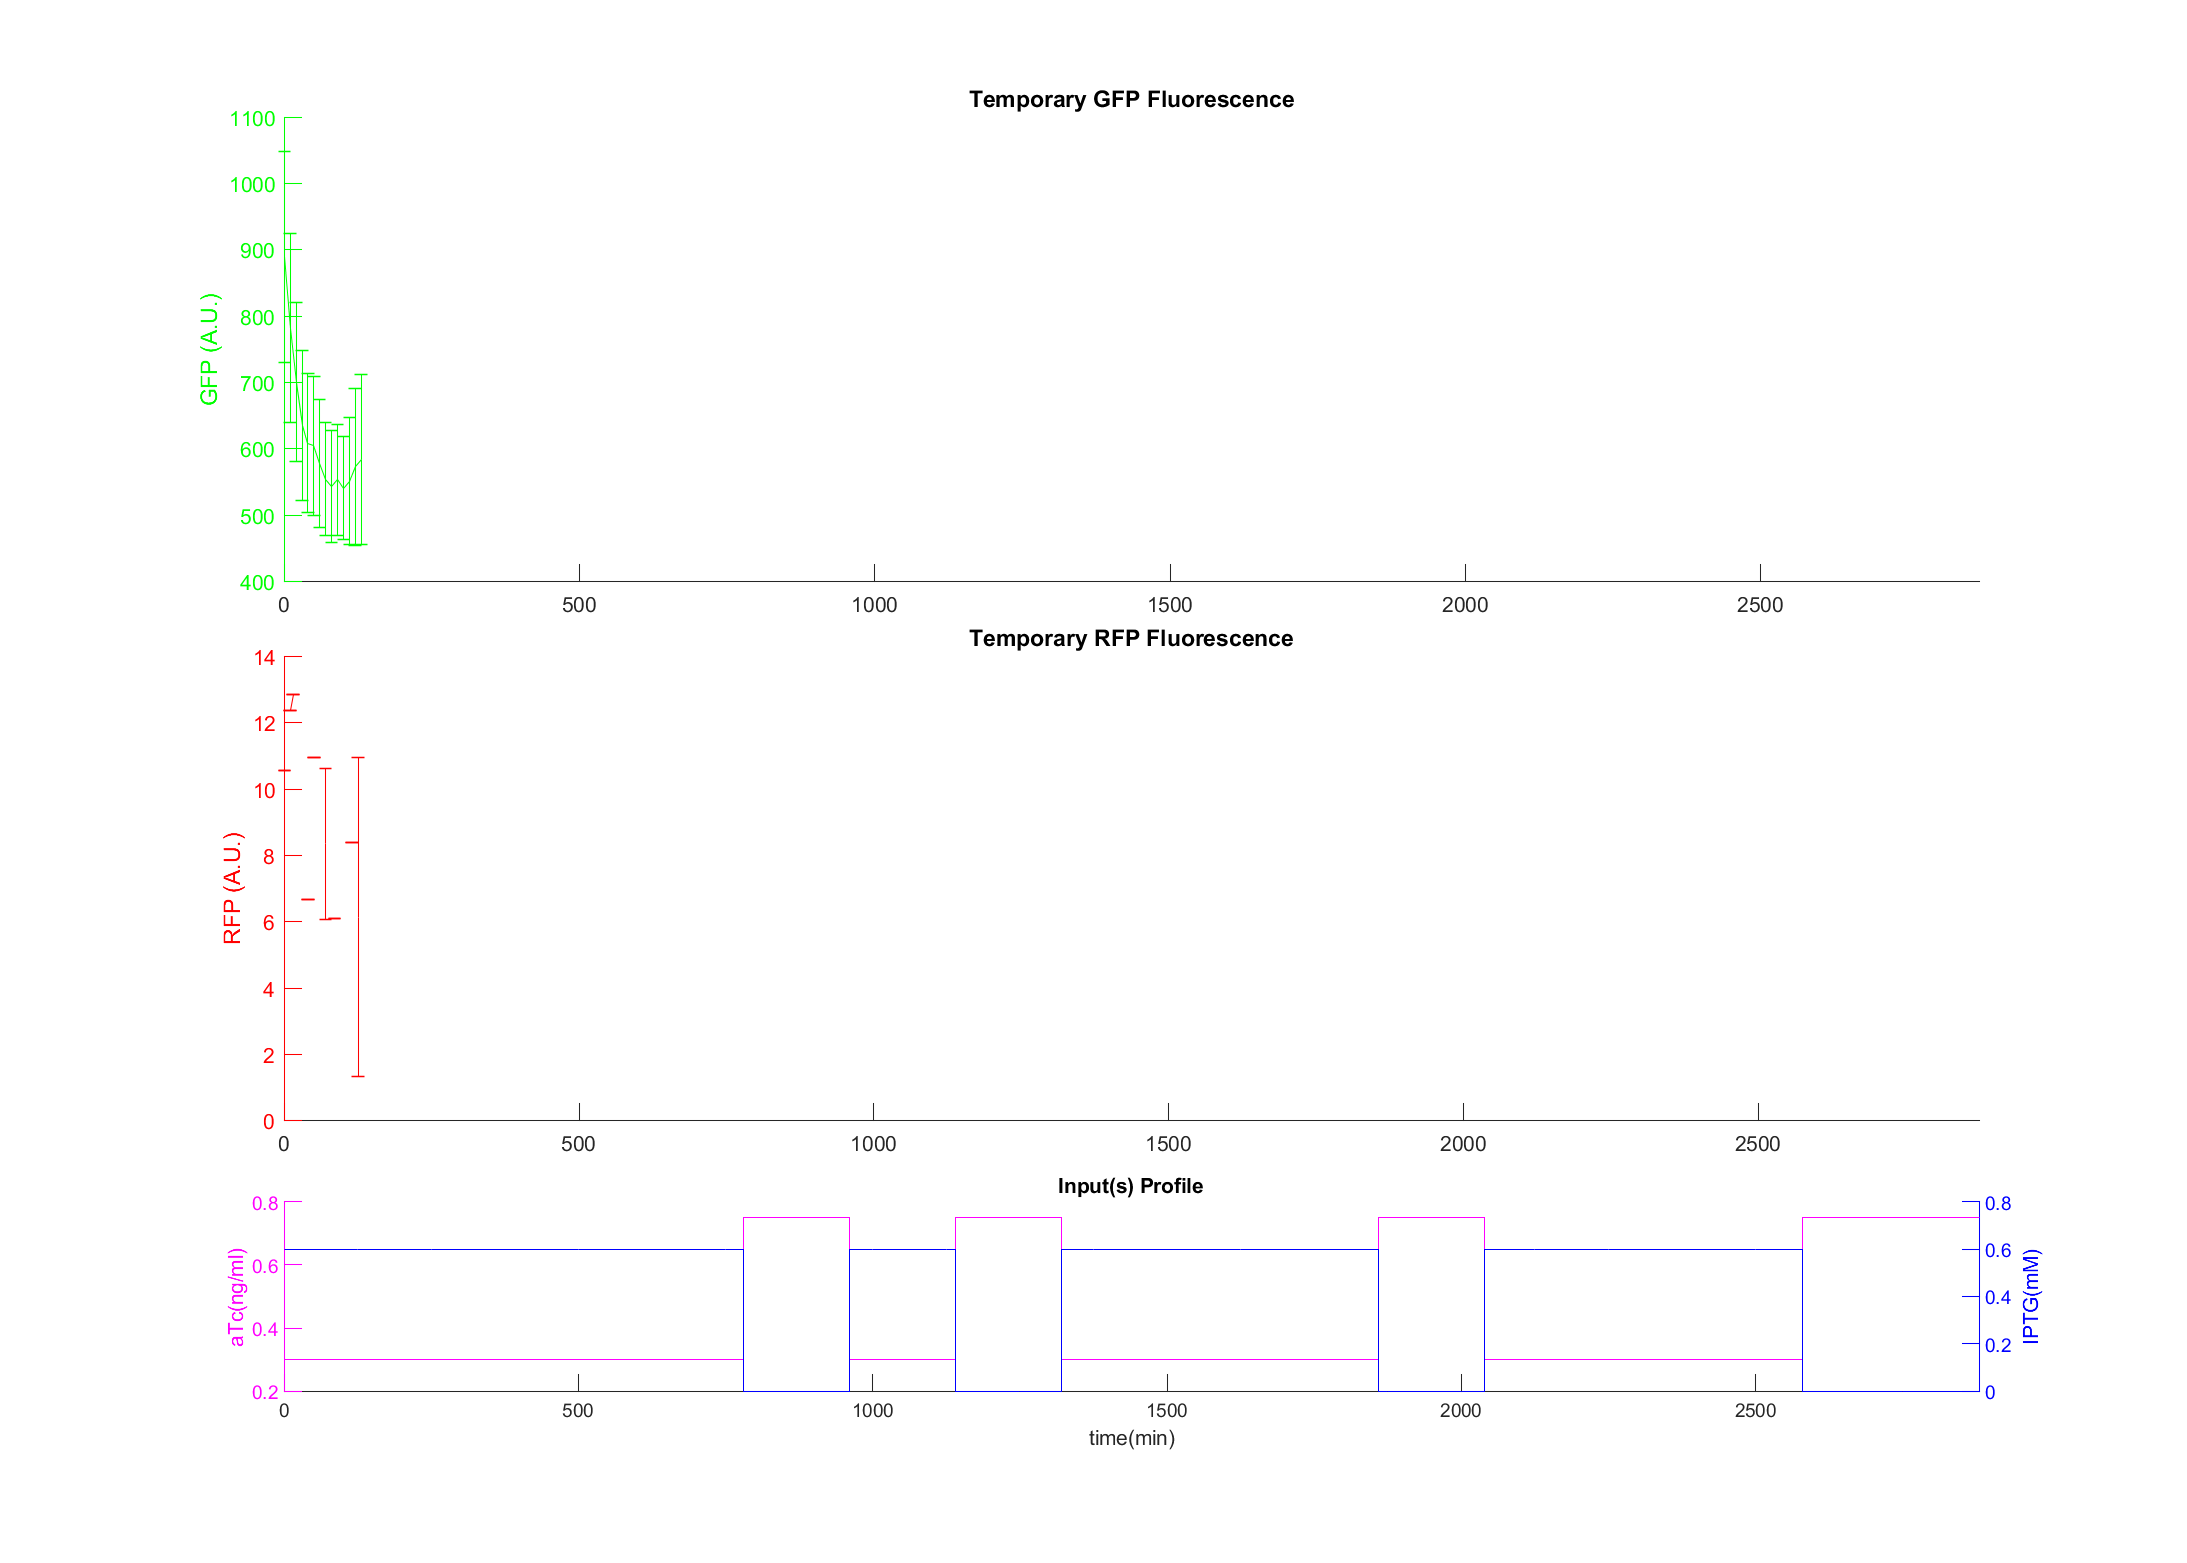 Temporary GFP Fluorescence
1100
1000
900
800
700
600
500
400
GFP (A.U.)
0 500 1000 1500 2000 2500
Temporary RFP Fluorescence
14
12
10
8
6
4
2
0
RFP (A.U.)
0 500 1000 1500 2000 2500
Input(s) Profile
0.8
0.6
0.4
0.2
aTc(ng/ml)
0.8
0.6
0.4
0.2
0
IPTG(mM)
0 500 1000 1500 2000 2500
time(min)